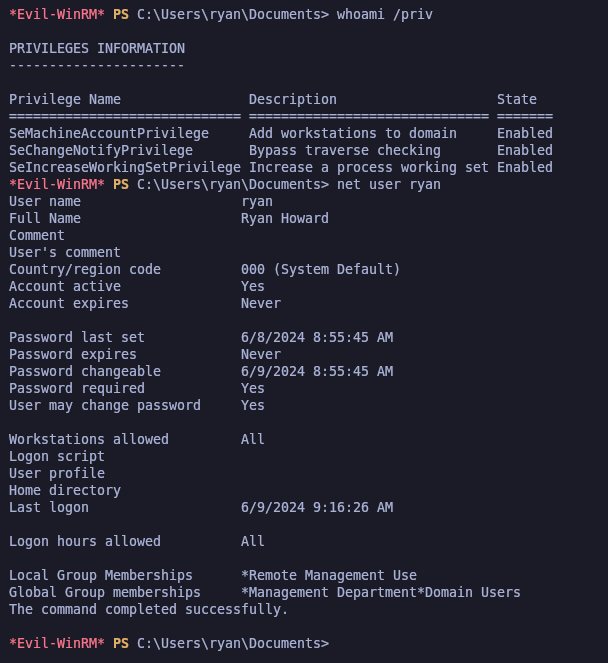 *Evil-WinRM* PS C:\Users\ryan\Documents> whoami /priv

PRIVILEGES INFORMATION
----------------------

Privilege Name                Description                    State
============================= ============================== =======
SeMachineAccountPrivilege     Add workstations to domain     Enabled
SeChangeNotifyPrivilege       Bypass traverse checking       Enabled
SeIncreaseWorkingSetPrivilege Increase a process working set Enabled
*Evil-WinRM* PS C:\Users\ryan\Documents> net user ryan
User name                    ryan
Full Name                    Ryan Howard
Comment
User's comment
Country/region code          000 (System Default)
Account active               Yes
Account expires              Never

Password last set            6/8/2024 8:55:45 AM
Password expires             Never
Password changeable          6/9/2024 8:55:45 AM
Password required            Yes
User may change password     Yes

Workstations allowed         All
Logon script
User profile
Home directory
Last logon                   6/9/2024 9:16:26 AM

Logon hours allowed          All

Local Group Memberships      *Remote Management Use
Global Group memberships     *Management Department*Domain Users
The command completed successfully.

*Evil-WinRM* PS C:\Users\ryan\Documents>